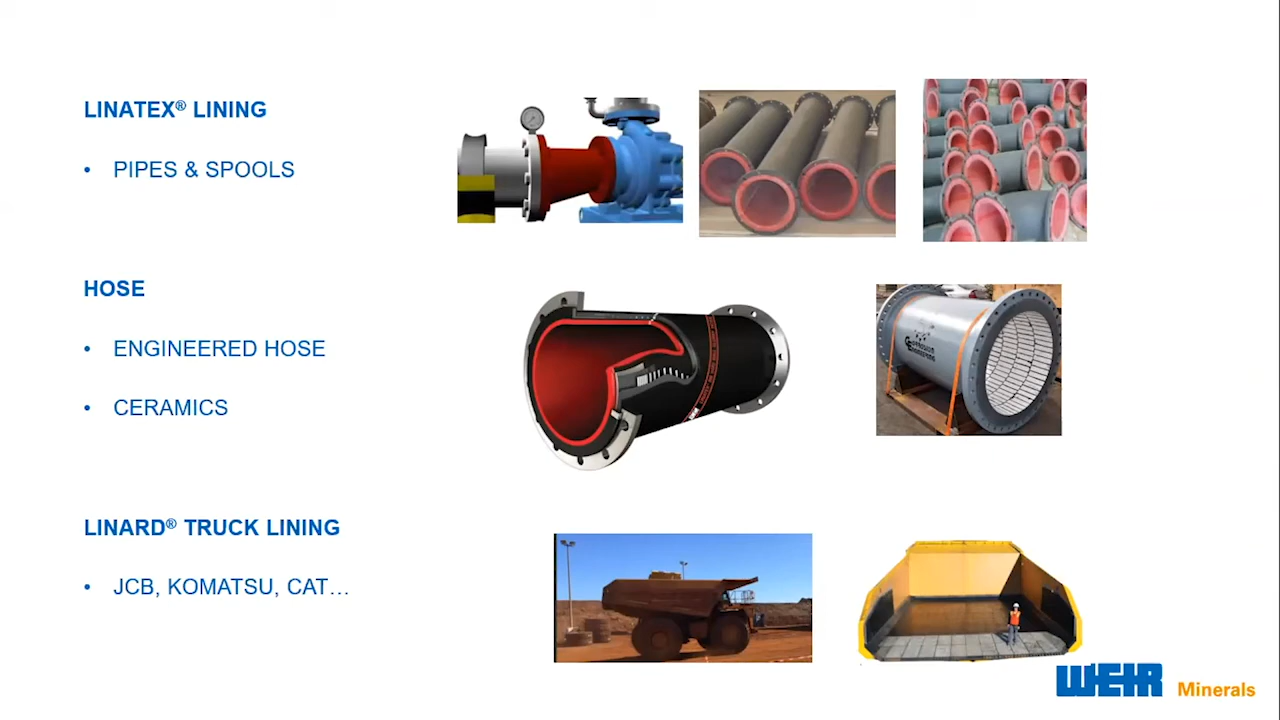 LINATEX® LINING
• PIPES & SPOOLS
HOSE
• ENGINEERED HOSE
• CERAMICS
LINARD® TRUCK LINING
• JCB, KOMATSU, CAT…
WEIR Minerals